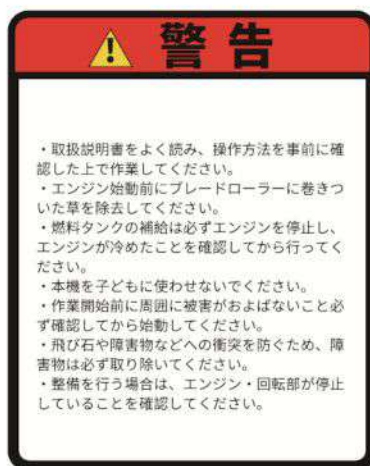 警告
・取扱説明書をよく読み、操作方法を事前に確
認した上で作業してください。
・エンジン始動前にブレードローラーに巻きつ
いた草を除去してください。
・燃料タンクの補給は必ずエンジンを停止し、
エンジンが冷めたことを確認してから行ってく
ださい。
・本機を子どもに使わせないでください。
・作業開始前に周囲に被害がおよばないこと必
ず確認してから始動してください。
・飛び石や障害物などへの衝突を防ぐため、障
害物は必ず取り除いてください。
・整備を行う場合は、エンジン・回転部が停止
していることを確認してください。